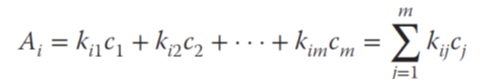 $A_i = k_{i1}c_1 + k_{i2}c_2 + \cdots + k_{im}c_m = \sum_{j=1}^{m} k_{ij}c_j$